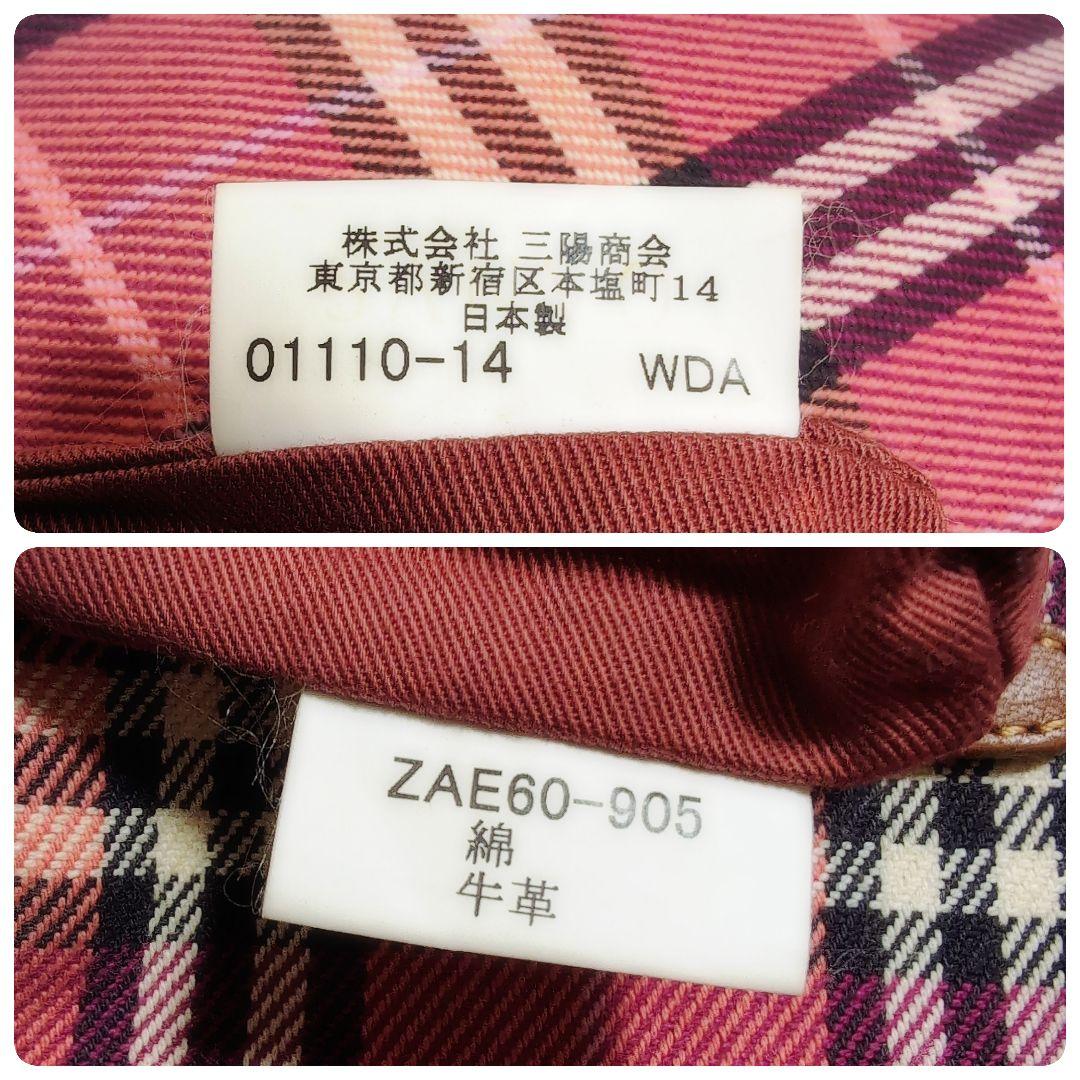 株式会社 三陽商会
東京都新宿区本塩町14
日本製
01110-14 WDA
ZAE60-905
綿
牛革